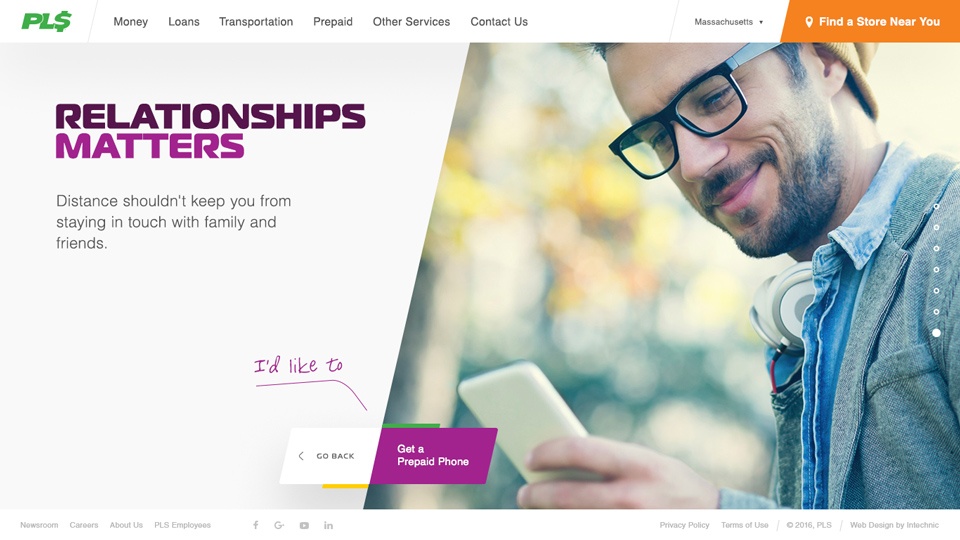 PLS
Money Loans Transportation Prepaid Other Services Contact Us
Massachusetts
Find a Store Near You
RELATIONSHIPS
MATTERS
Distance shouldn't keep you from
staying in touch with family and
friends.
I'd like to
GO BACK
Get a
Prepaid Phone
Newsroom Careers About Us PLS Employees
Privacy Policy Terms of Use © 2016, PLS Web Design by Intechnic